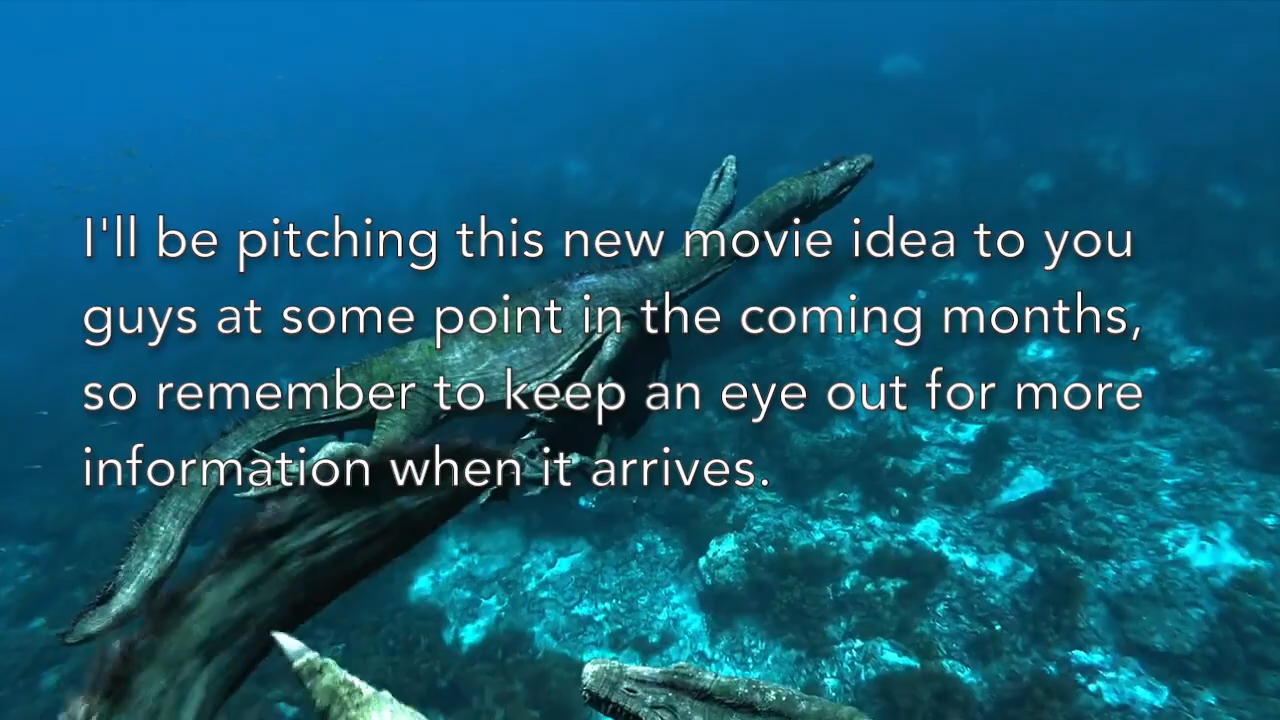 I'll be pitching this new movie idea to you
guys at some point in the coming months,
so remember to keep an eye out for more
information when it arrives.